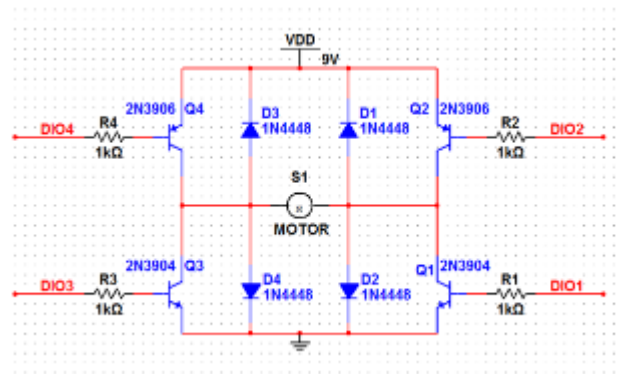 VDD
9V
2N3906 Q4
D3
1N4448
D1
1N4448
Q2 2N3906
DIO4
R4
1kΩ
R2
1kΩ
DIO2
S1
MOTOR
2N3904 Q3
D4
1N4448
D2
1N4448
Q1 2N3904
DIO3
R3
1kΩ
R1
1kΩ
DIO1